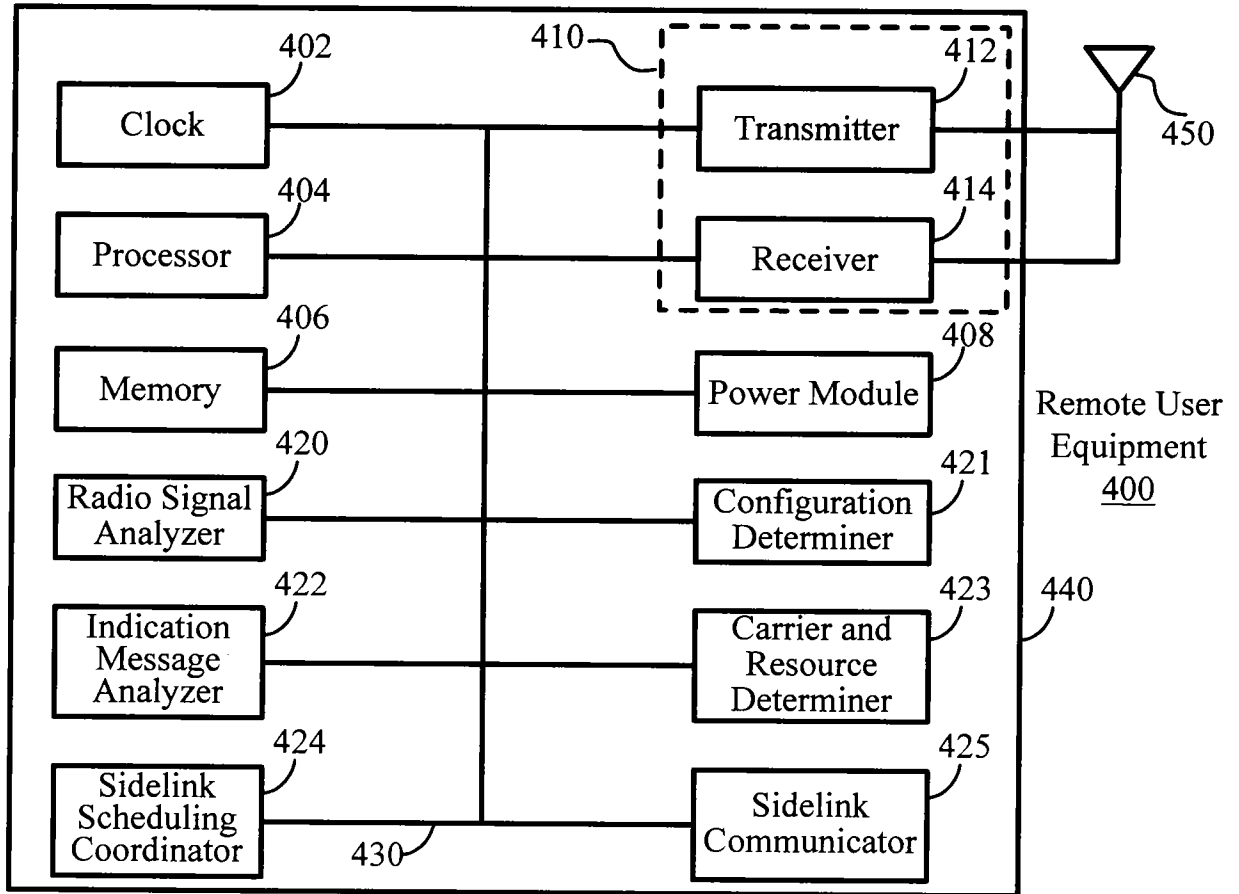 402
410
412
Clock
Transmitter
450
404
414
Processor
Receiver
406
408
Memory
Power Module
Remote User
Equipment
400
420
421
Radio Signal
Analyzer
Configuration
Determiner
422
423
440
Indication
Message
Analyzer
Carrier and
Resource
Determiner
424
425
Sidelink
Scheduling
Coordinator
430
Sidelink
Communicator